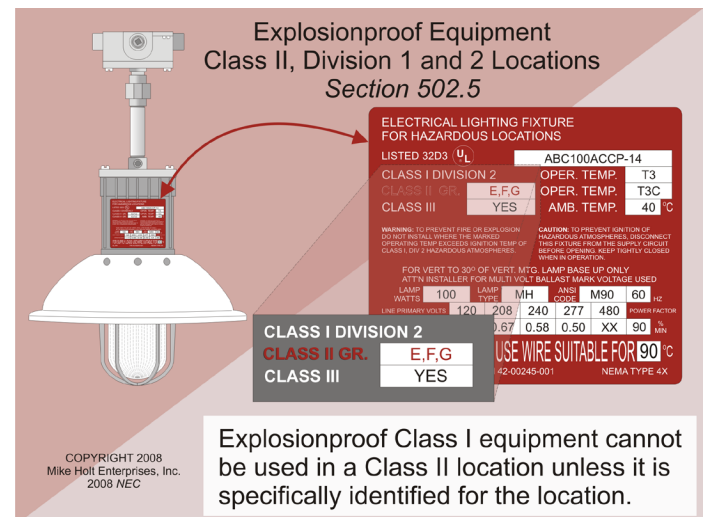 Explosionproof Equipment
Class II, Division 1 and 2 Locations
Section 502.5
ELECTRICAL LIGHTING FIXTURE
FOR HAZARDOUS LOCATIONS
LISTED 32D3 UL ABC100ACCP-14
CLASS I DIVISION 2 OPER. TEMP. T3
CLASS II GR. E,F,G OPER. TEMP. T3C
CLASS III YES AMB. TEMP. 40 °C
WARNING: TO PREVENT FIRE OR EXPLOSION
DO NOT INSTALL WHERE THE MARKED
OPERATING TEMP EXCEEDS IGNITION TEMP OF
CLASS I, DIV 2 HAZARDOUS ATMOSPHERES.
CAUTION: TO PREVENT IGNITION OF
HAZARDOUS ATMOSPHERES, DISCONNECT
THIS FIXTURE FROM THE SUPPLY CIRCUIT
BEFORE OPENING. KEEP TIGHTLY CLOSED
WHEN IN OPERATION.
FOR VERT TO 30º OF VERT. MTG. LAMP BASE UP ONLY
ATT'N INSTALLER FOR MULTI VOLT BALLAST MARK VOLTAGE USED
LAMP WATTS 100 LAMP TYPE MH ANSI CODE M90 60 HZ
LINE PRIMARY VOLTS 120 208 240 277 480 POWER FACTOR
0.67 0.58 0.50 XX 90 % MIN
USE WIRE SUITABLE FOR 90 °C
42-00245-001 NEMA TYPE 4X
CLASS I DIVISION 2
CLASS II GR. E,F,G
CLASS III YES
Explosionproof Class I equipment cannot
be used in a Class II location unless it is
specifically identified for the location.
COPYRIGHT 2008
Mike Holt Enterprises, Inc.
2008 NEC